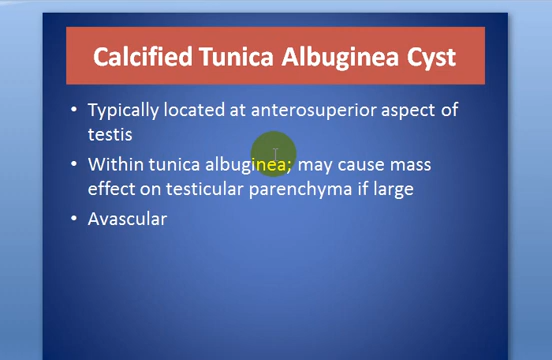 Calcified Tunica Albuginea Cyst
• Typically located at anterosuperior aspect of
testis
• Within tunica albuginea; may cause mass
effect on testicular parenchyma if large
• Avascular